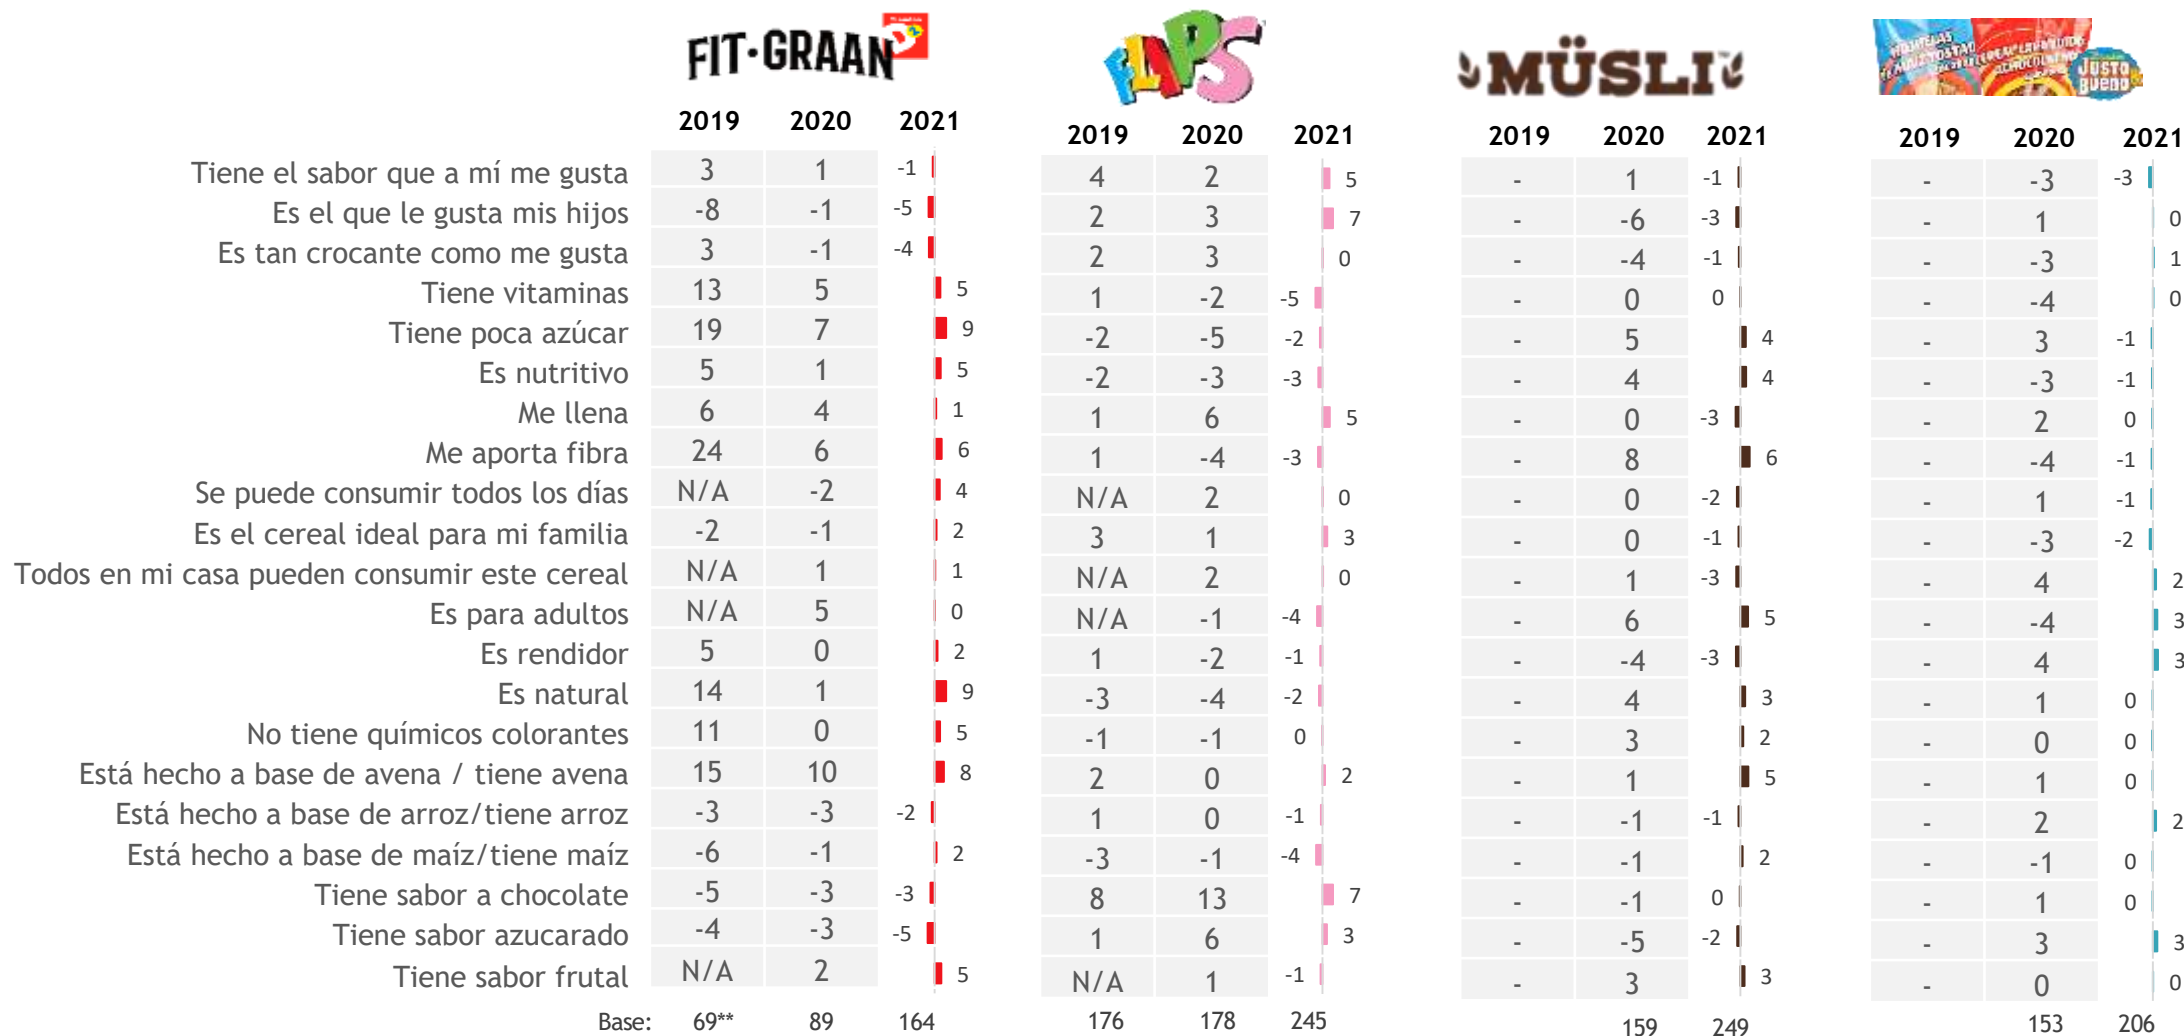 FIT·GRAAN
FLAPS
MÜSLI
HOJUELAS
CEREAL
JUSTO
BUENO
2019 2020 2021 2019 2020 2021 2019 2020 2021 2019 2020 2021
Tiene el sabor que a mí me gusta 3 1 -1 4 2 5 - 1 -1 - -3 -3
Es el que le gusta mis hijos -8 -1 -5 2 3 7 - -6 -3 - 1 0
Es tan crocante como me gusta 3 -1 -4 2 3 0 - -4 -1 - -3 1
Tiene vitaminas 13 5 5 1 -2 -5 - 0 0 - -4 0
Tiene poca azúcar 19 7 9 -2 -5 -2 - 5 4 - 3 -1
Es nutritivo 5 1 5 -2 -3 -3 - 4 4 - -3 -1
Me llena 6 4 1 1 6 5 - 0 -3 - 2 0
Me aporta fibra 24 6 6 1 -4 -3 - 8 6 - -4 -1
Se puede consumir todos los días N/A -2 4 N/A 2 0 - 0 -2 - 1 -1
Es el cereal ideal para mi familia -2 -1 2 3 1 3 - 0 -1 - -3 -2
Todos en mi casa pueden consumir este cereal N/A 1 1 N/A 2 0 - 1 -3 - 4 2
Es para adultos N/A 5 0 N/A -1 -4 - 6 5 - -4 3
Es rendidor 5 0 2 1 -2 -1 - -4 -3 - 4 3
Es natural 14 1 9 -3 -4 -2 - 4 3 - 1 0
No tiene químicos colorantes 11 0 5 -1 -1 0 - 3 2 - 0 0
Está hecho a base de avena / tiene avena 15 10 8 2 0 2 - 1 5 - 1 0
Está hecho a base de arroz/tiene arroz -3 -3 -2 1 0 -1 - -1 -1 - 2 2
Está hecho a base de maíz/tiene maíz -6 -1 2 -3 -1 -4 - -1 2 - -1 0
Tiene sabor a chocolate -5 -3 -3 8 13 7 - -1 0 - 1 0
Tiene sabor azucarado -4 -3 -5 1 6 3 - -5 -2 - 3 3
Tiene sabor frutal N/A 2 5 N/A 1 -1 - 3 3 - 0 0
Base: 69** 89 164 176 178 245 159 249 153 206